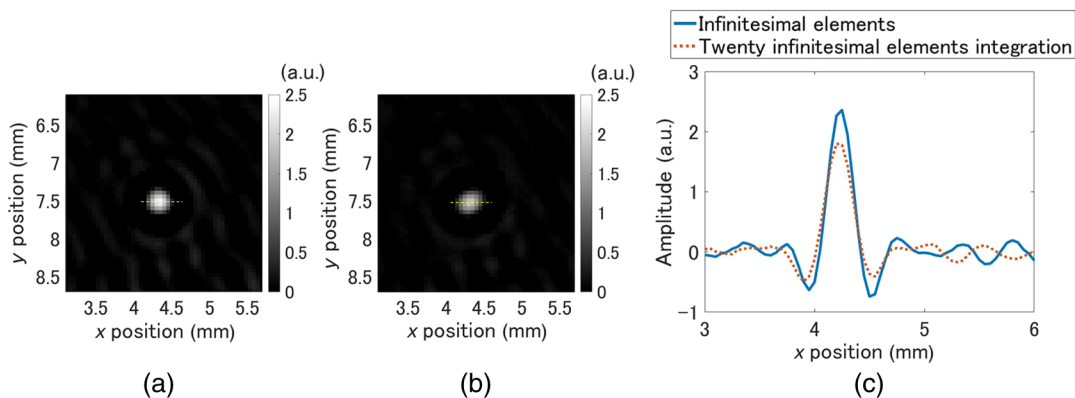 Infinitesimal elements
Twenty infinitesimal elements integration
(a.u.)
6.5
7
7.5
8
8.5
y position (mm)
3.5 4 4.5 5 5.5
x position (mm)
2.5
2
1.5
1
0.5
0
(a)
(a.u.)
6.5
7
7.5
8
8.5
y position (mm)
3.5 4 4.5 5 5.5
x position (mm)
2.5
2
1.5
1
0.5
0
(b)
3
2
1
0
−1
Amplitude (a.u.)
3 4 5 6
x position (mm)
(c)